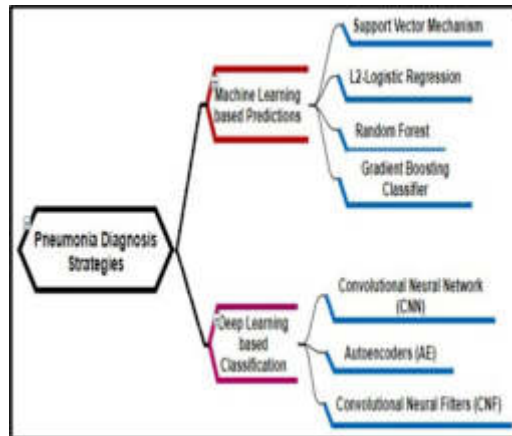 Support Vector Mechanism
L2-Logistic Regression
Machine Learning
based Predictions
Random Forest
Gradient Boosting
Classifier
Pneumonia Diagnosis
Strategies
Convolutional Neural Network
(CNN)
Deep Learning
based
Classification
Autoencoders (AE)
Convolutional Neural Filters (CNF)